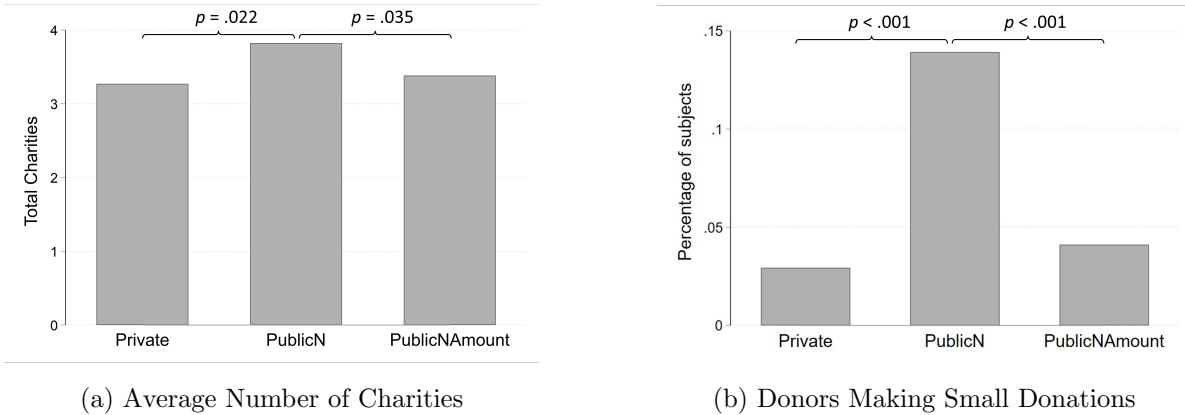 p = .022
p = .035
4
3
2
1
0
Total Charities
Private
PublicN
PublicNAmount
(a) Average Number of Charities
p < .001
p < .001
.15
.1
.05
0
Percentage of subjects
Private
PublicN
PublicNAmount
(b) Donors Making Small Donations